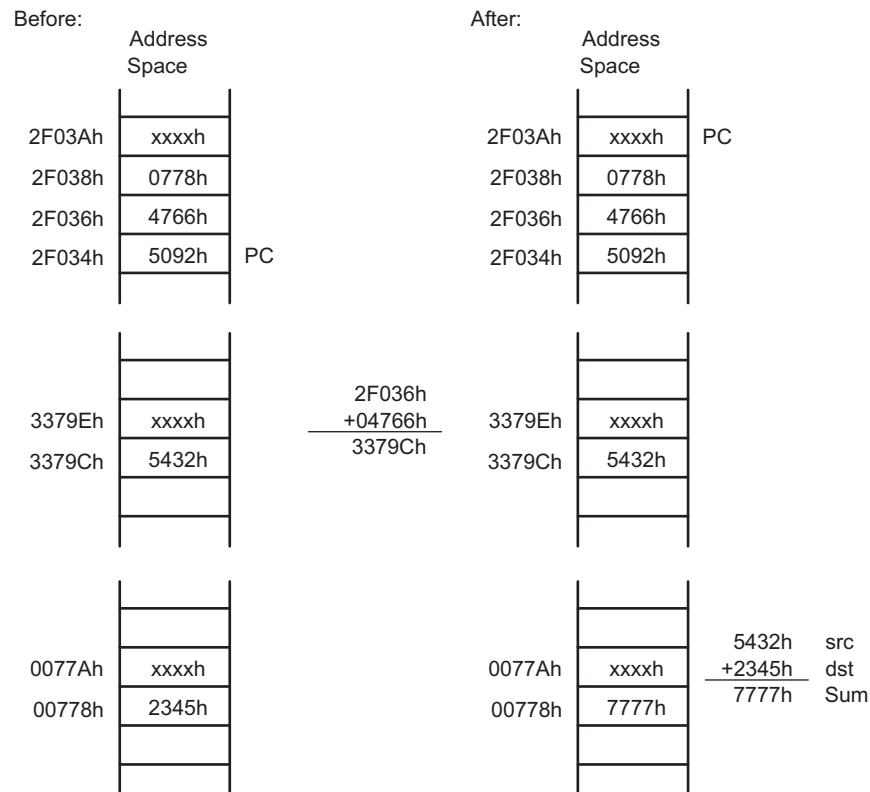 Before:
Address
Space
2F03Ah xxxxh
2F038h 0778h
2F036h 4766h
2F034h 5092h PC
3379Eh xxxxh
3379Ch 5432h
0077Ah xxxxh
00778h 2345h
2F036h
+04766h
3379Ch
After:
Address
Space
2F03Ah xxxxh PC
2F038h 0778h
2F036h 4766h
2F034h 5092h
3379Eh xxxxh
3379Ch 5432h
0077Ah xxxxh
00778h 7777h
5432h src
+2345h dst
7777h Sum